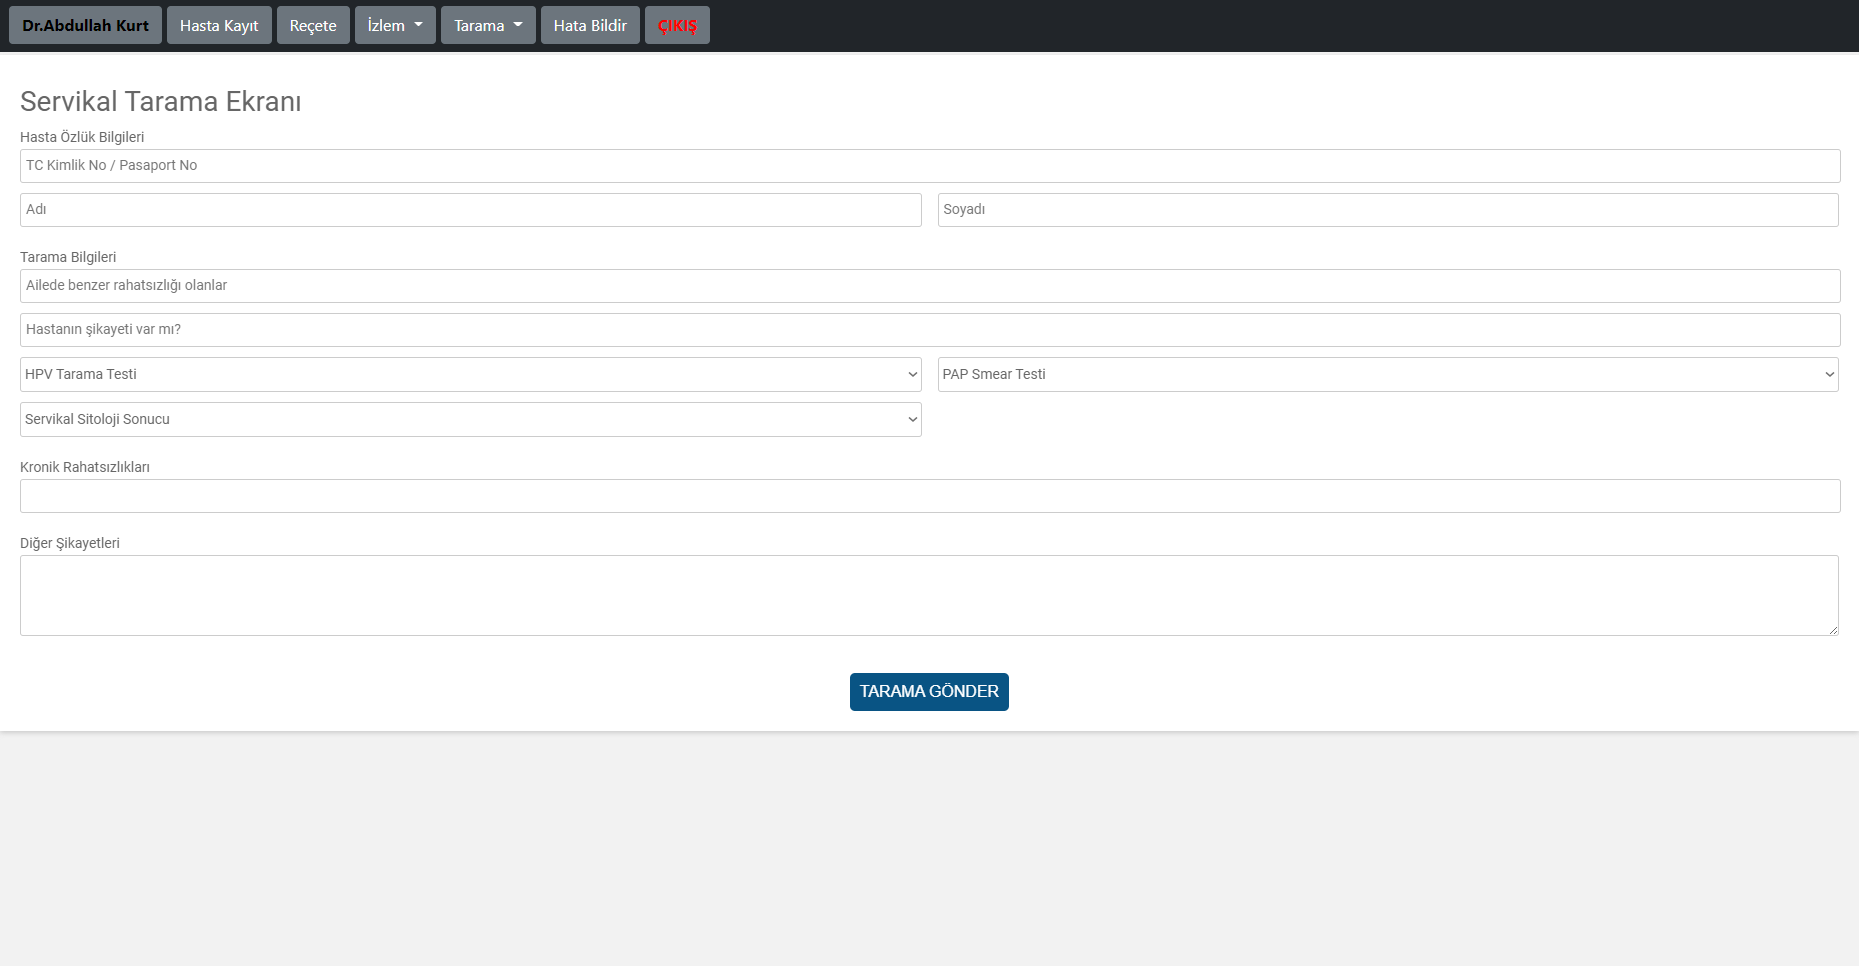 Dr.Abdullah Kurt Hasta Kayıt Reçete İzlem Tarama Hata Bildir ÇIKIŞ
Servikal Tarama Ekranı
Hasta Özlük Bilgileri
TC Kimlik No / Pasaport No
Adı Soyadı
Tarama Bilgileri
Ailede benzer rahatsızlığı olanlar
Hastanın şikayeti var mı?
HPV Tarama Testi PAP Smear Testi
Servikal Sitoloji Sonucu
Kronik Rahatsızlıkları
Diğer Şikayetleri
TARAMA GÖNDER